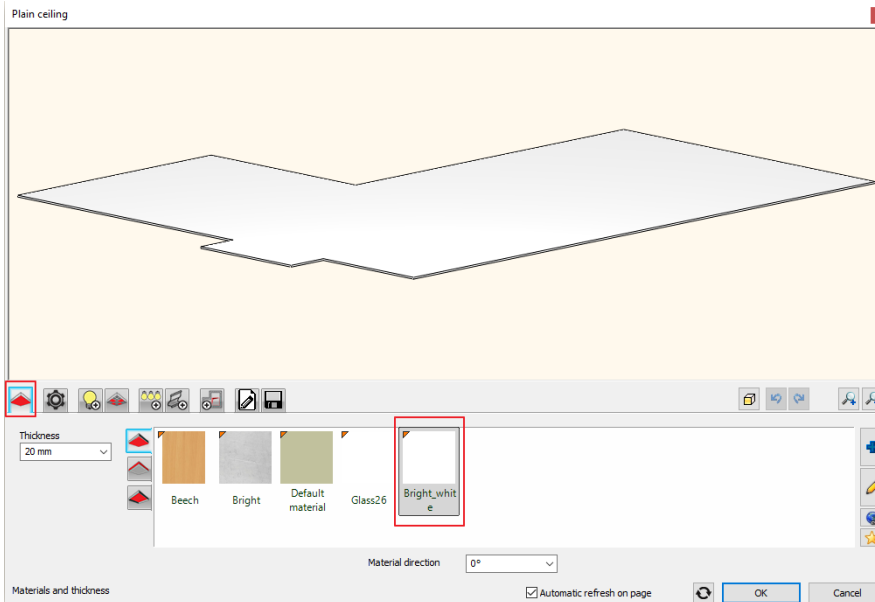 Plain ceiling
Thickness
20 mm
Beech
Bright
Default
material
Glass26
Bright_whit
e
Material direction
0°
Materials and thickness
Automatic refresh on page
OK
Cancel